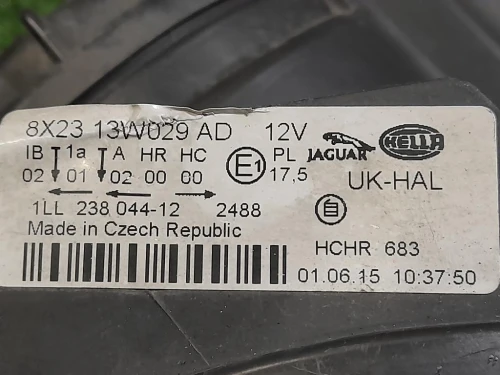 8X23 13W029 AD 12V
JAGUAR HELLA
IB 1a A HR HC E1 PL
02 01 02 00 00 17,5
UK-HAL
1LL 238 044-12 2488 自
Made in Czech Republic
HCHR 683
01.06.15 10:37:50